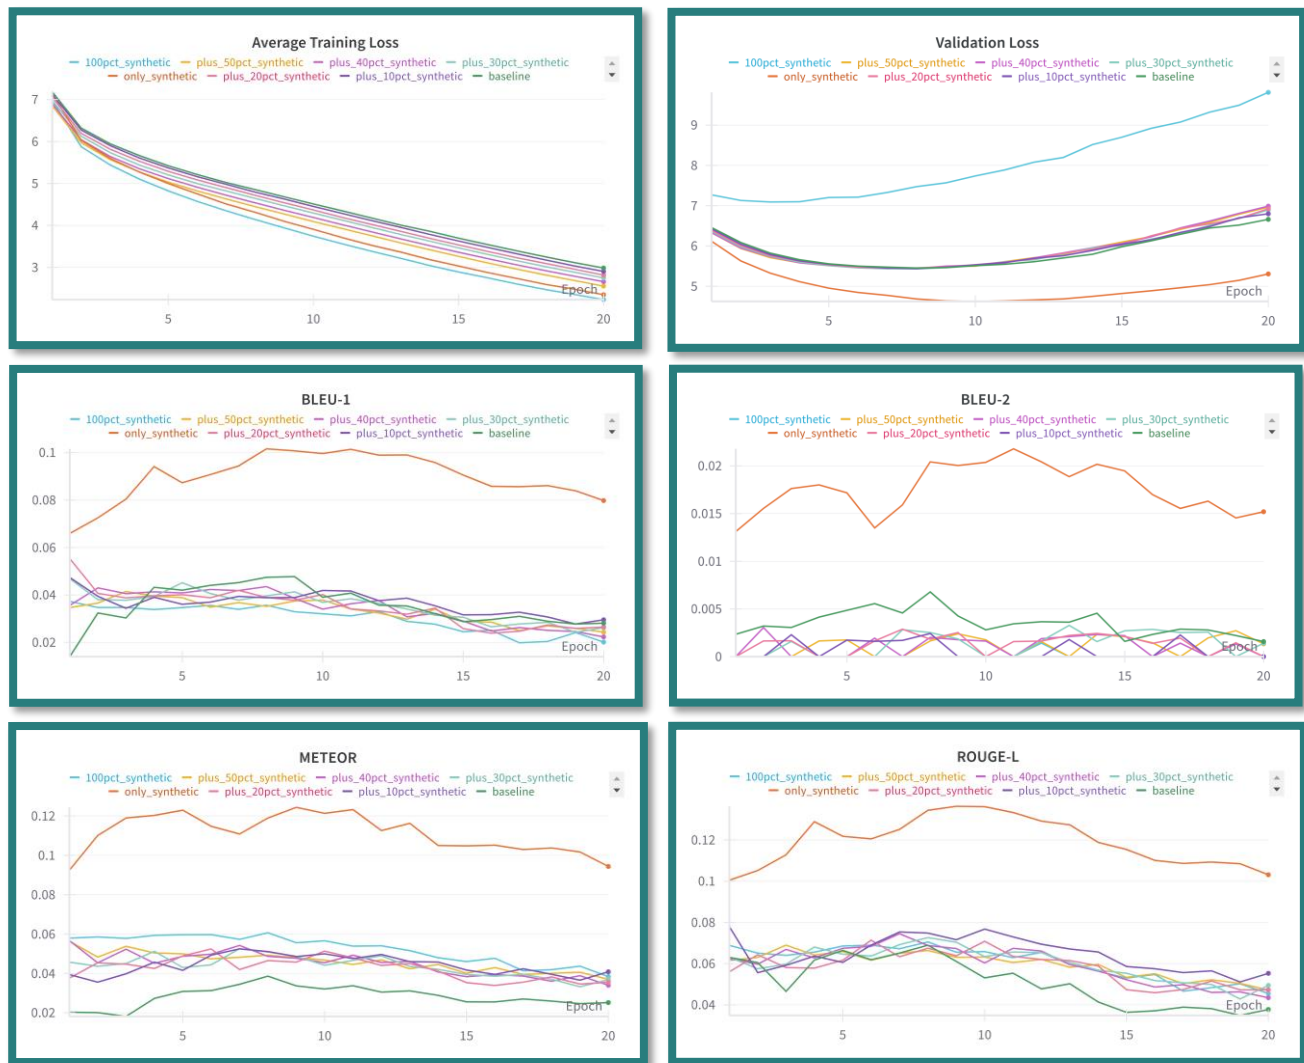 Average Training Loss
100pct_synthetic plus_50pct_synthetic plus_40pct_synthetic plus_30pct_synthetic
only_synthetic plus_20pct_synthetic plus_10pct_synthetic baseline
7
6
5
4
3
Epoch
5 10 15 20
Validation Loss
100pct_synthetic plus_50pct_synthetic plus_40pct_synthetic plus_30pct_synthetic
only_synthetic plus_20pct_synthetic plus_10pct_synthetic baseline
9
8
7
6
5
Epoch
5 10 15 20
BLEU-1
100pct_synthetic plus_50pct_synthetic plus_40pct_synthetic plus_30pct_synthetic
only_synthetic plus_20pct_synthetic plus_10pct_synthetic baseline
0.1
0.08
0.06
0.04
0.02
Epoch
5 10 15 20
BLEU-2
100pct_synthetic plus_50pct_synthetic plus_40pct_synthetic plus_30pct_synthetic
only_synthetic plus_20pct_synthetic plus_10pct_synthetic baseline
0.02
0.015
0.01
0.005
0
Epoch
5 10 15 20
METEOR
100pct_synthetic plus_50pct_synthetic plus_40pct_synthetic plus_30pct_synthetic
only_synthetic plus_20pct_synthetic plus_10pct_synthetic baseline
0.12
0.1
0.08
0.06
0.04
0.02
Epoch
5 10 15 20
ROUGE-L
100pct_synthetic plus_50pct_synthetic plus_40pct_synthetic plus_30pct_synthetic
only_synthetic plus_20pct_synthetic plus_10pct_synthetic baseline
0.12
0.1
0.08
0.06
0.04
Epoch
5 10 15 20